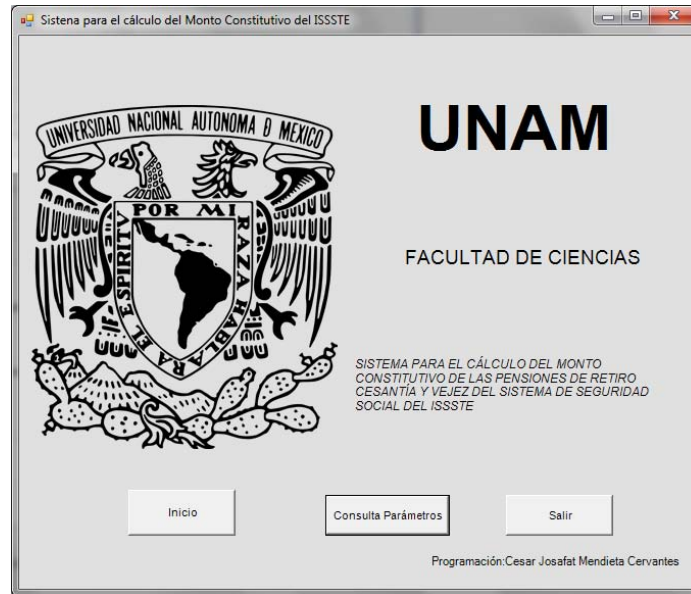 Sistena para el cálculo del Monto Constitutivo del ISSSTE
UNIVERSIDAD NACIONAL AUTONOMA D MEXICO
POR MI RAZA HABLARA EL ESPIRITV
UNAM
FACULTAD DE CIENCIAS
SISTEMA PARA EL CÁLCULO DEL MONTO
CONSTITUTIVO DE LAS PENSIONES DE RETIRO
CESANTÍA Y VEJEZ DEL SISTEMA DE SEGURIDAD
SOCIAL DEL ISSSTE
Inicio
Consulta Parámetros
Salir
Programación:Cesar Josafat Mendieta Cervantes